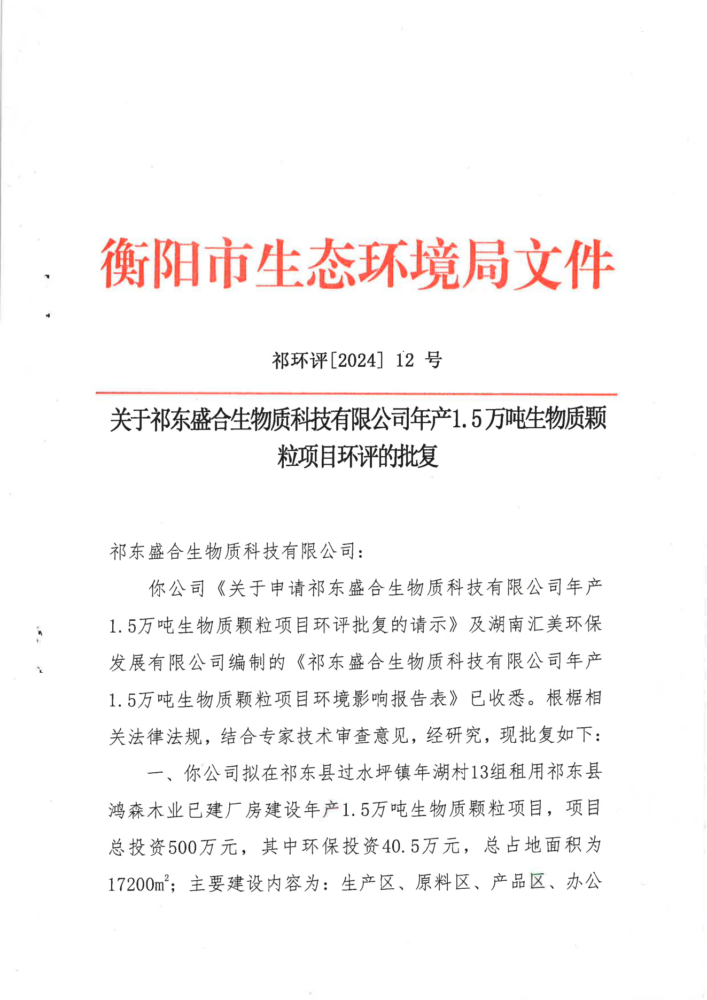 衡阳市生态环境局文件
祁环评[2024] 12 号
关于祁东盛合生物质科技有限公司年产1.5万吨生物质颗
粒项目环评的批复
祁东盛合生物质科技有限公司：
你公司《关于申请祁东盛合生物质科技有限公司年产
1.5万吨生物质颗粒项目环评批复的请示》及湖南汇美环保
发展有限公司编制的《祁东盛合生物质科技有限公司年产
1.5万吨生物质颗粒项目环境影响报告表》已收悉。根椐相
关法律法规，结合专家技术审查意见，经研究，现批复如下：
一、你公司拟在祁东县过水坪镇年湖村13组租用祁东县
鸿森木业已建厂房建设年产1.5万吨生物质颗粒项目，项目
总投资500万元，其中环保投资40.5万元，总占地面积为
17200m²；主要建设内容为：生产区、原料区、产品区、办公